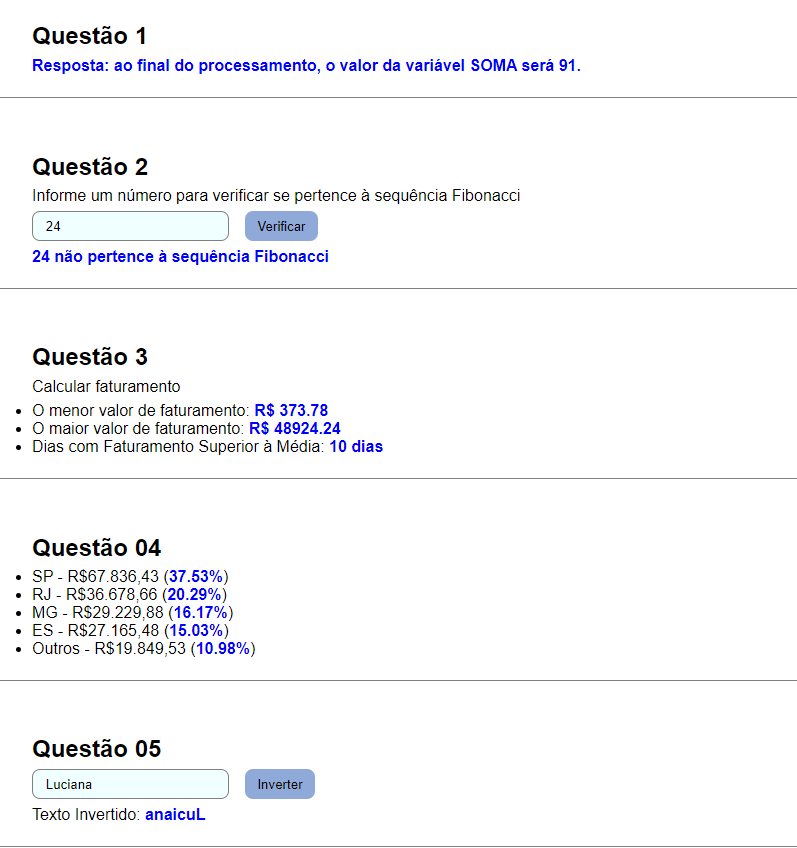 Questão 1
Resposta: ao final do processamento, o valor da variável SOMA será 91.
Questão 2
Informe um número para verificar se pertence à sequência Fibonacci
24 Verificar
24 não pertence à sequência Fibonacci
Questão 3
Calcular faturamento
• O menor valor de faturamento: R$ 373.78
• O maior valor de faturamento: R$ 48924.24
• Dias com Faturamento Superior à Média: 10 dias
Questão 04
• SP - R$67.836,43 (37.53%)
• RJ - R$36.678,66 (20.29%)
• MG - R$29.229,88 (16.17%)
• ES - R$27.165,48 (15.03%)
• Outros - R$19.849,53 (10.98%)
Questão 05
Luciana Inverter
Texto Invertido: anaicuL